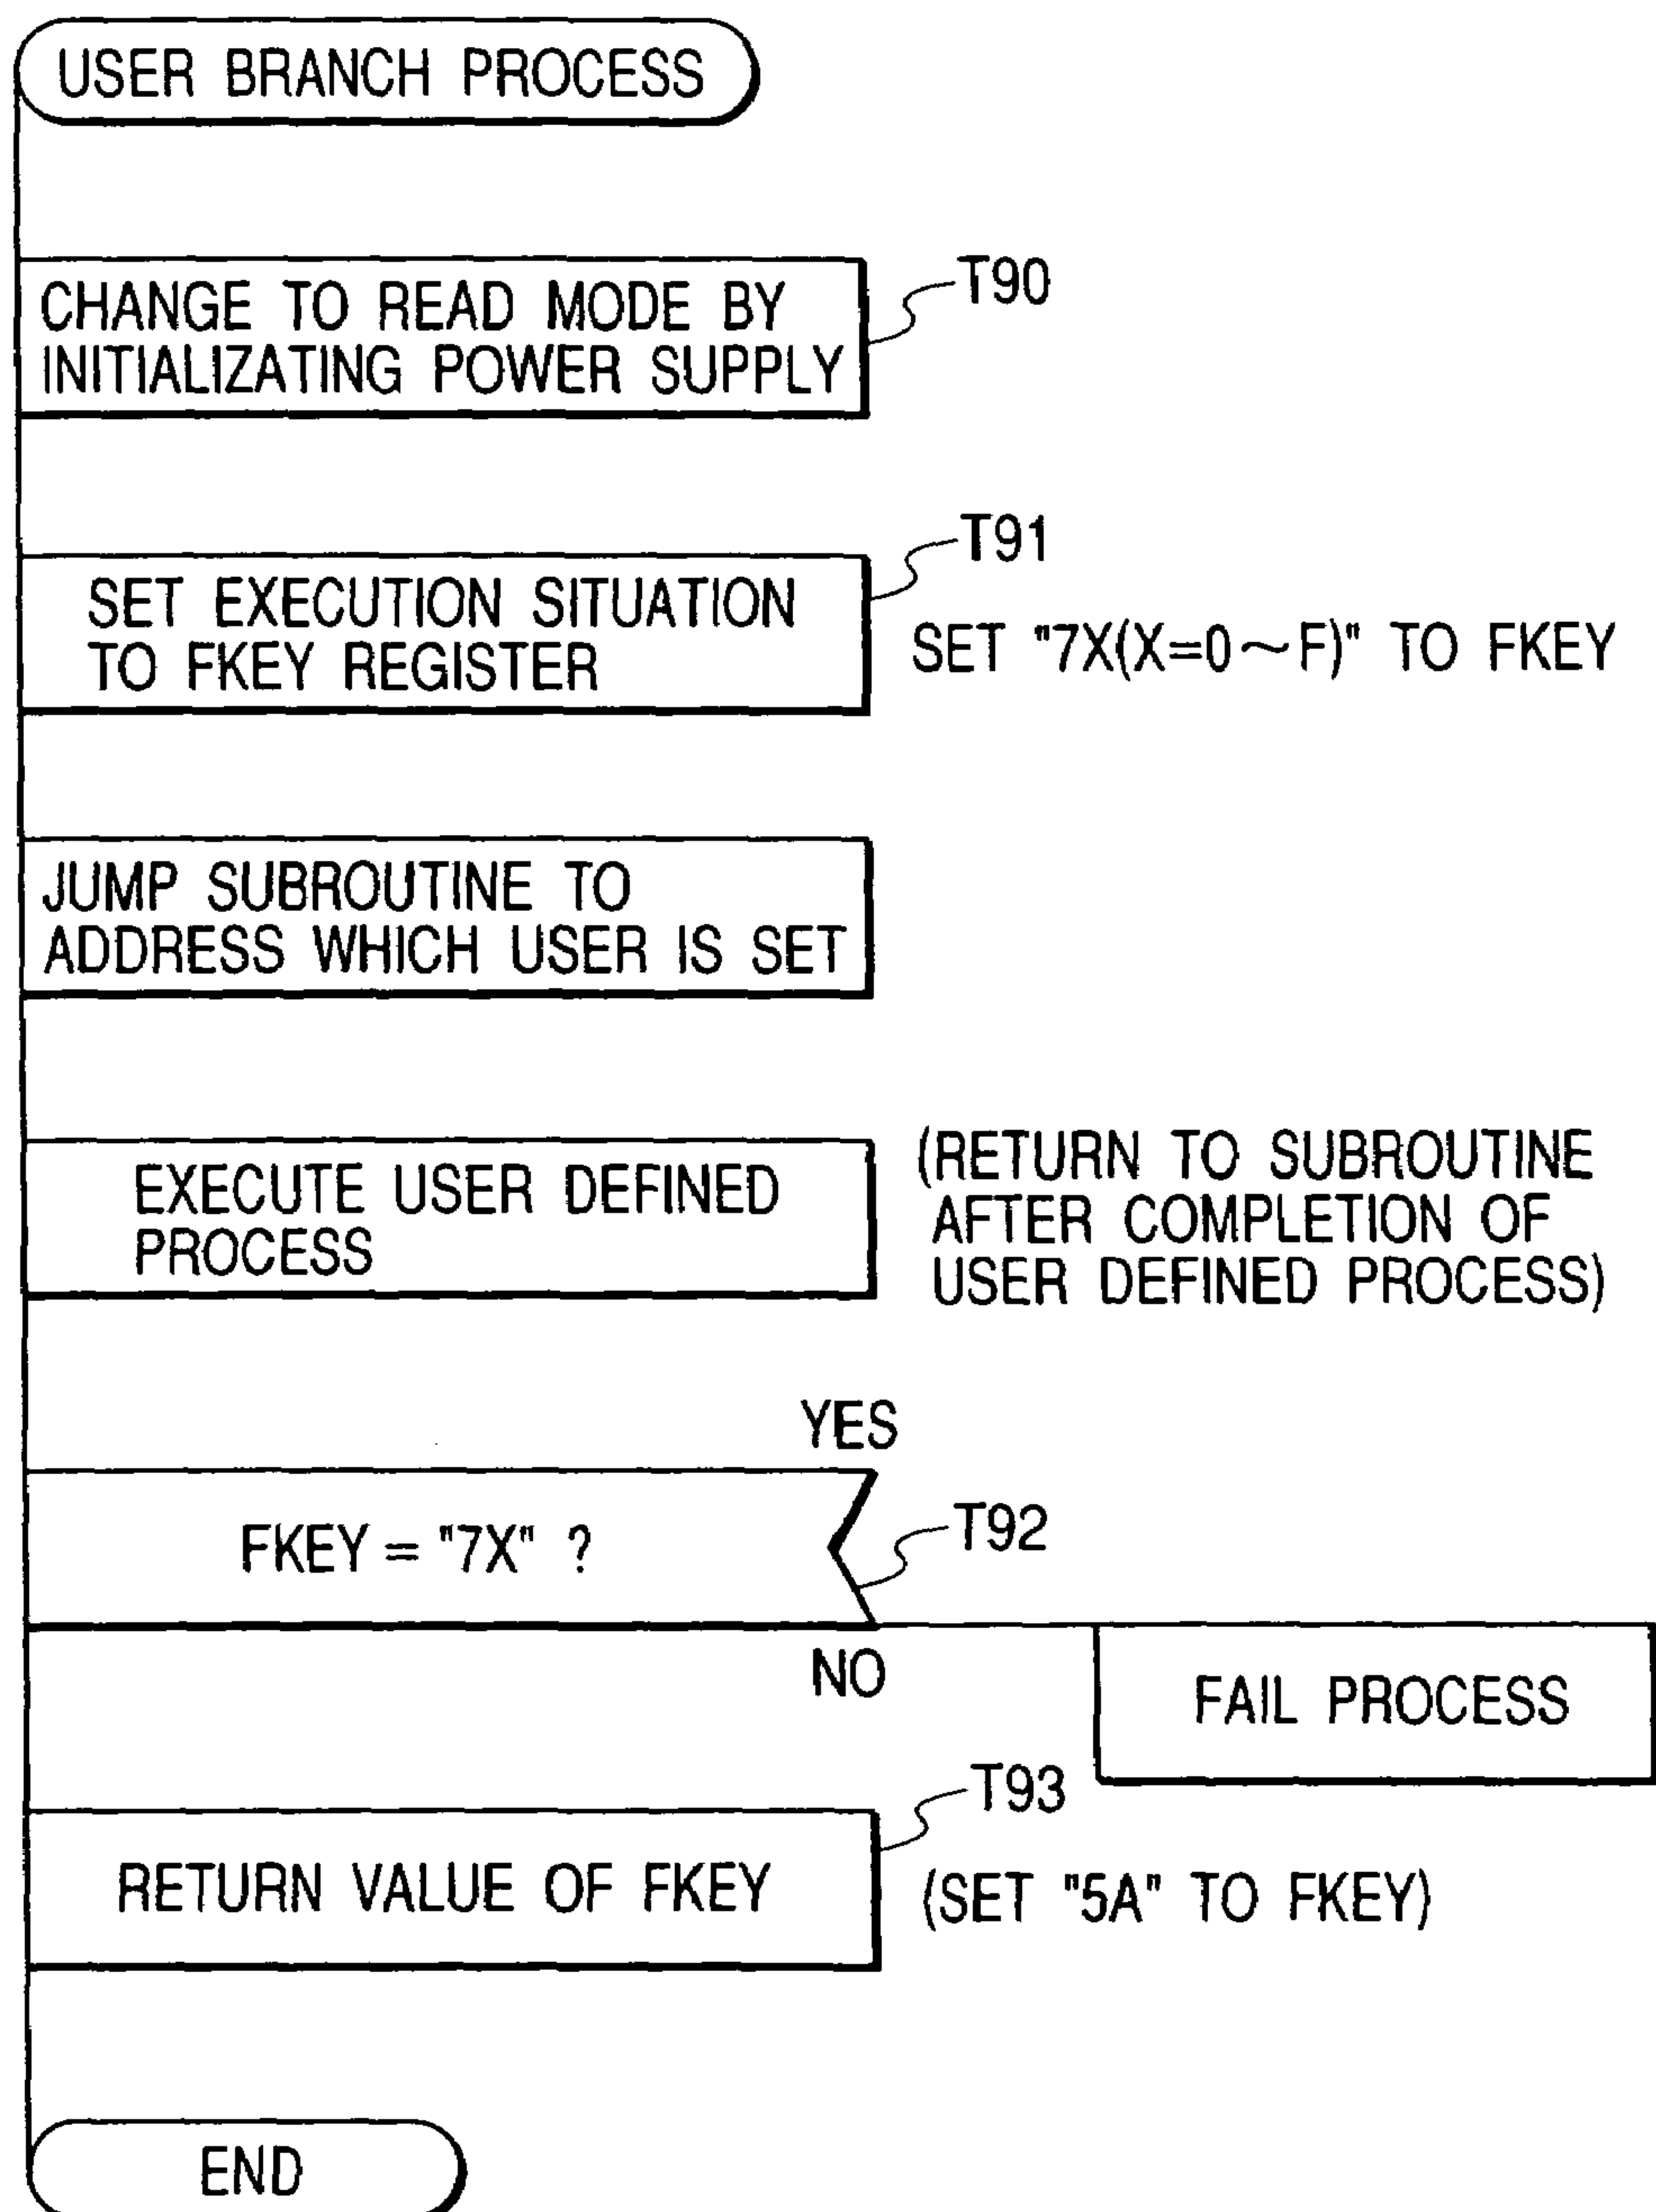 USER BRANCH PROCESS
CHANGE TO READ MODE BY
INITIALIZATING POWER SUPPLY
T90
SET EXECUTION SITUATION
TO FKEY REGISTER
T91
SET "7X(X=0～F)" TO FKEY
JUMP SUBROUTINE TO
ADDRESS WHICH USER IS SET
EXECUTE USER DEFINED
PROCESS
(RETURN TO SUBROUTINE
AFTER COMPLETION OF
USER DEFINED PROCESS)
YES
FKEY = "7X" ?
T92
NO
FAIL PROCESS
T93
RETURN VALUE OF FKEY
(SET "5A" TO FKEY)
END